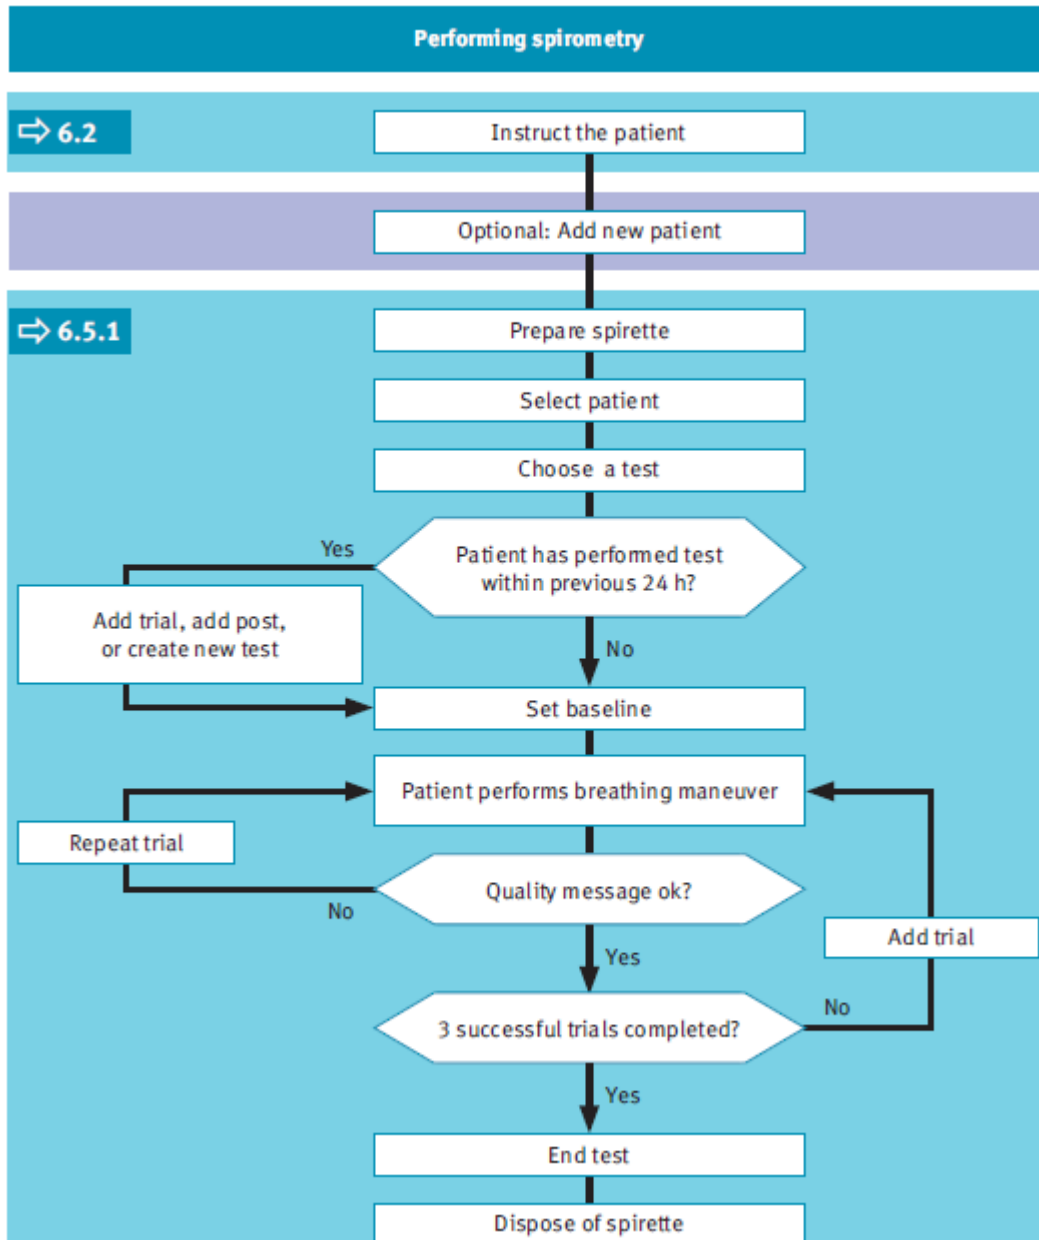 Performing spirometry
⇨ 6.2
Instruct the patient
Optional: Add new patient
⇨ 6.5.1
Prepare spirette
Select patient
Choose a test
Yes
Patient has performed test
within previous 24 h?
Add trial, add post,
or create new test
No
Set baseline
Patient performs breathing maneuver
Repeat trial
Quality message ok?
No
Add trial
Yes
3 successful trials completed?
No
Yes
End test
Dispose of spirette